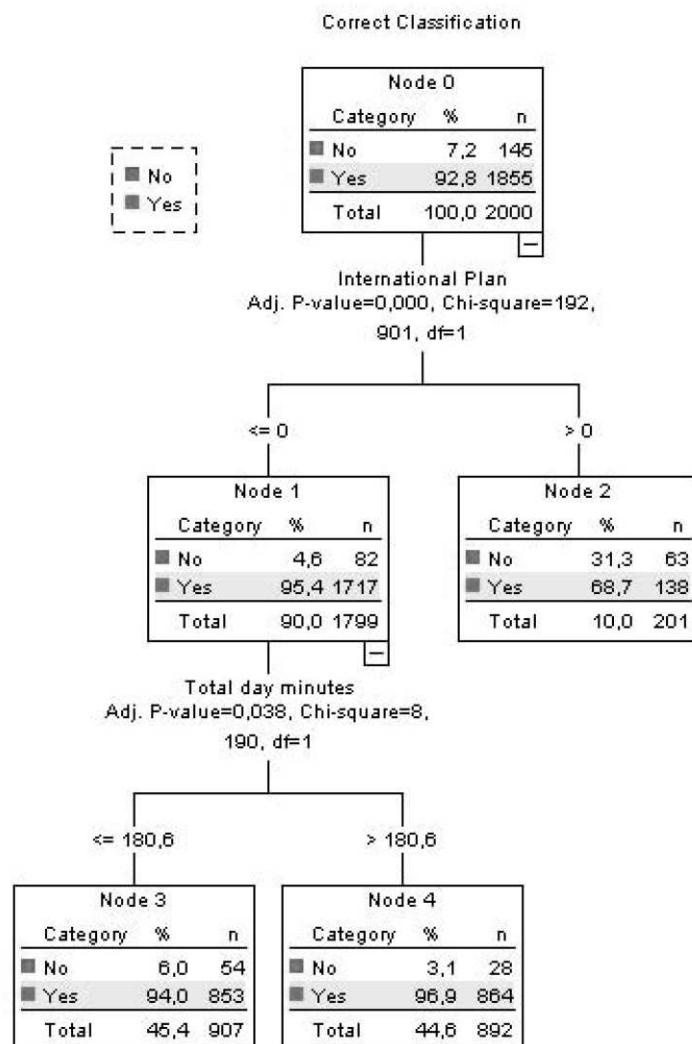 Correct Classification
Node 0
Category % n
No 7,2 145
Yes 92,8 1855
Total 100,0 2000
No
Yes
International Plan
Adj. P-value=0,000, Chi-square=192,
901, df=1
<= 0
> 0
Node 1
Category % n
No 4,6 82
Yes 95,4 1717
Total 90,0 1799
Node 2
Category % n
No 31,3 63
Yes 68,7 138
Total 10,0 201
Total day minutes
Adj. P-value=0,038, Chi-square=8,
190, df=1
<= 180,6
> 180,6
Node 3
Category % n
No 6,0 54
Yes 94,0 853
Total 45,4 907
Node 4
Category % n
No 3,1 28
Yes 96,9 864
Total 44,6 892